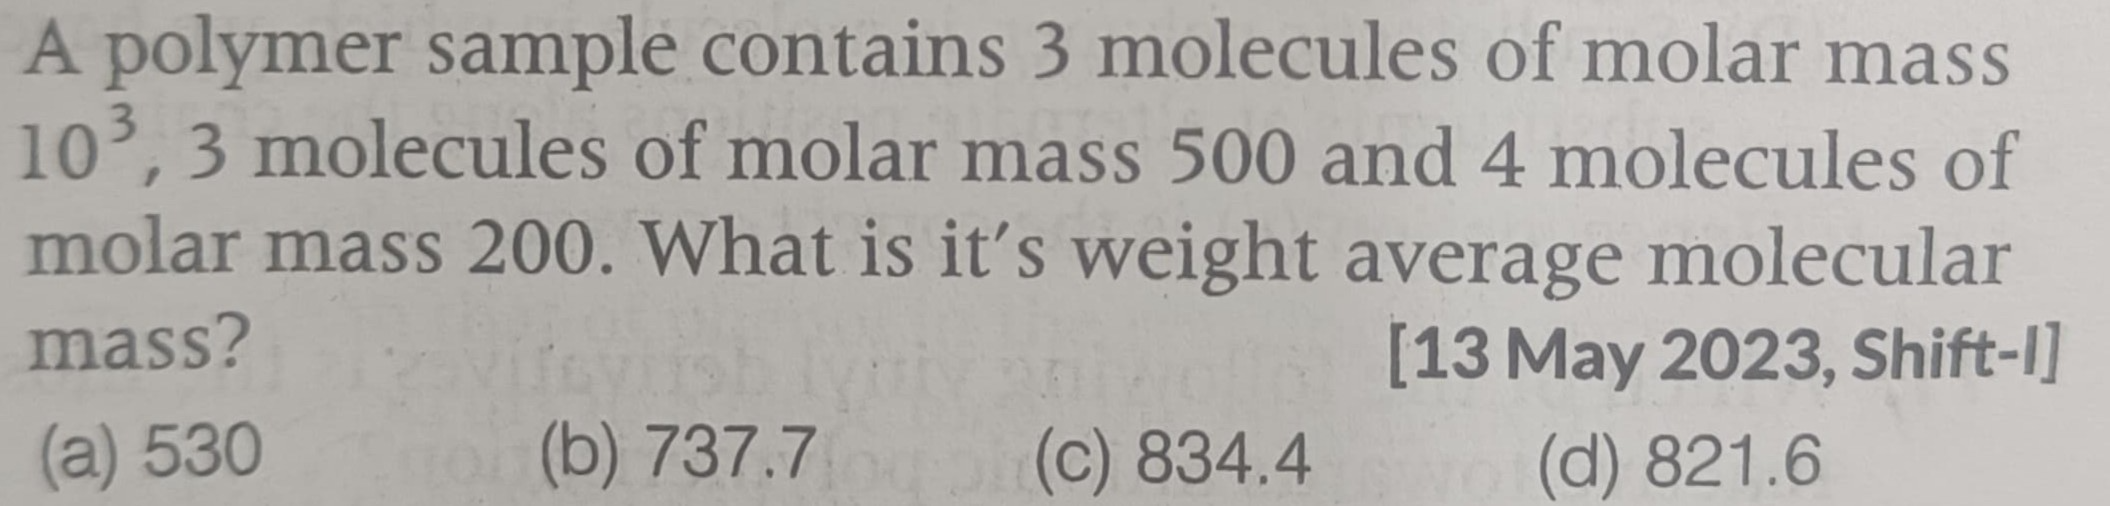 A polymer sample contains 3 molecules of molar mass
10³, 3 molecules of molar mass 500 and 4 molecules of
molar mass 200. What is it's weight average molecular
mass? [13 May 2023, Shift-I]
(a) 530 (b) 737.7 (c) 834.4 (d) 821.6